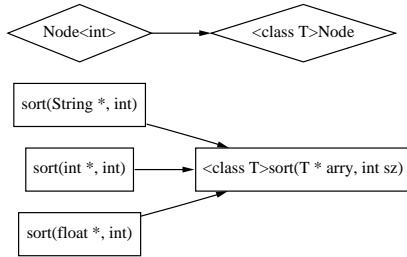 Node<int>
<class T>Node
sort(String *, int)
sort(int *, int)
<class T>sort(T * arry, int sz)
sort(float *, int)